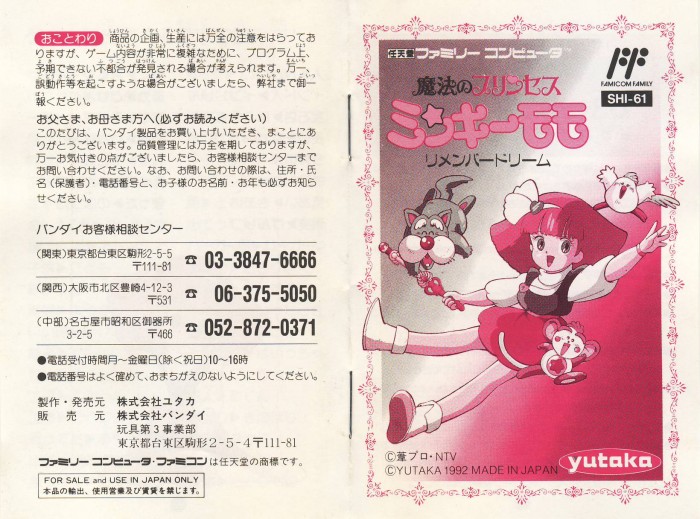 おことわり 商品の企画、生産には万全の注意をはらってお
りますが、ゲーム内容が非常に複雑なために、プログラム上、
予期できない不都合が発見される場合が考えられます。万一、
誤動作等を起こすような場合がございましたら、弊社まで御一
報ください。
お父さま、お母さま方へ(必ずお読みください)
このたびは、バンダイ製品をお買い上げいただき、まことにあ
りがとうございます。品質管理には万全を期しておりますが、
万一お気付きの点がございましたら、お客様相談センターまで
お問い合わせください。なお、お問い合わせの際は、住所・氏
名(保護者)・電話番号と、お子様のお名前・お年も必ずお知ら
せください。
バンダイお客様相談センター
(関東)東京都台東区駒形2-5-5
〒111-81
☎ 03-3847-6666
(関西)大阪市北区豊崎4-12-3
〒531
☎ 06-375-5050
(中部)名古屋市昭和区御器所
3-2-5 〒466
☎ 052-872-0371
●電話受付時間月〜金曜日(除く祝日)10〜16時
●電話番号はよく確めて、おまちがえのないようにしてください。
製作・発売元 株式会社ユタカ
販売元 株式会社バンダイ
玩具第3事業部
東京都台東区駒形2-5-4〒111-81
ファミリー コンピュータ・ファミコンは任天堂の商標です。
FOR SALE and USE IN JAPAN ONLY
本品の輸出、使用営業及び賃貸を禁じます。
任天堂 ファミリー コンピュータ™
FF
FAMICOM FAMILY
SHI-61
魔法のプリンセス
ミンキーモモ
リメンバードリーム
©葦プロ・NTV
©YUTAKA 1992 MADE IN JAPAN
yutaka